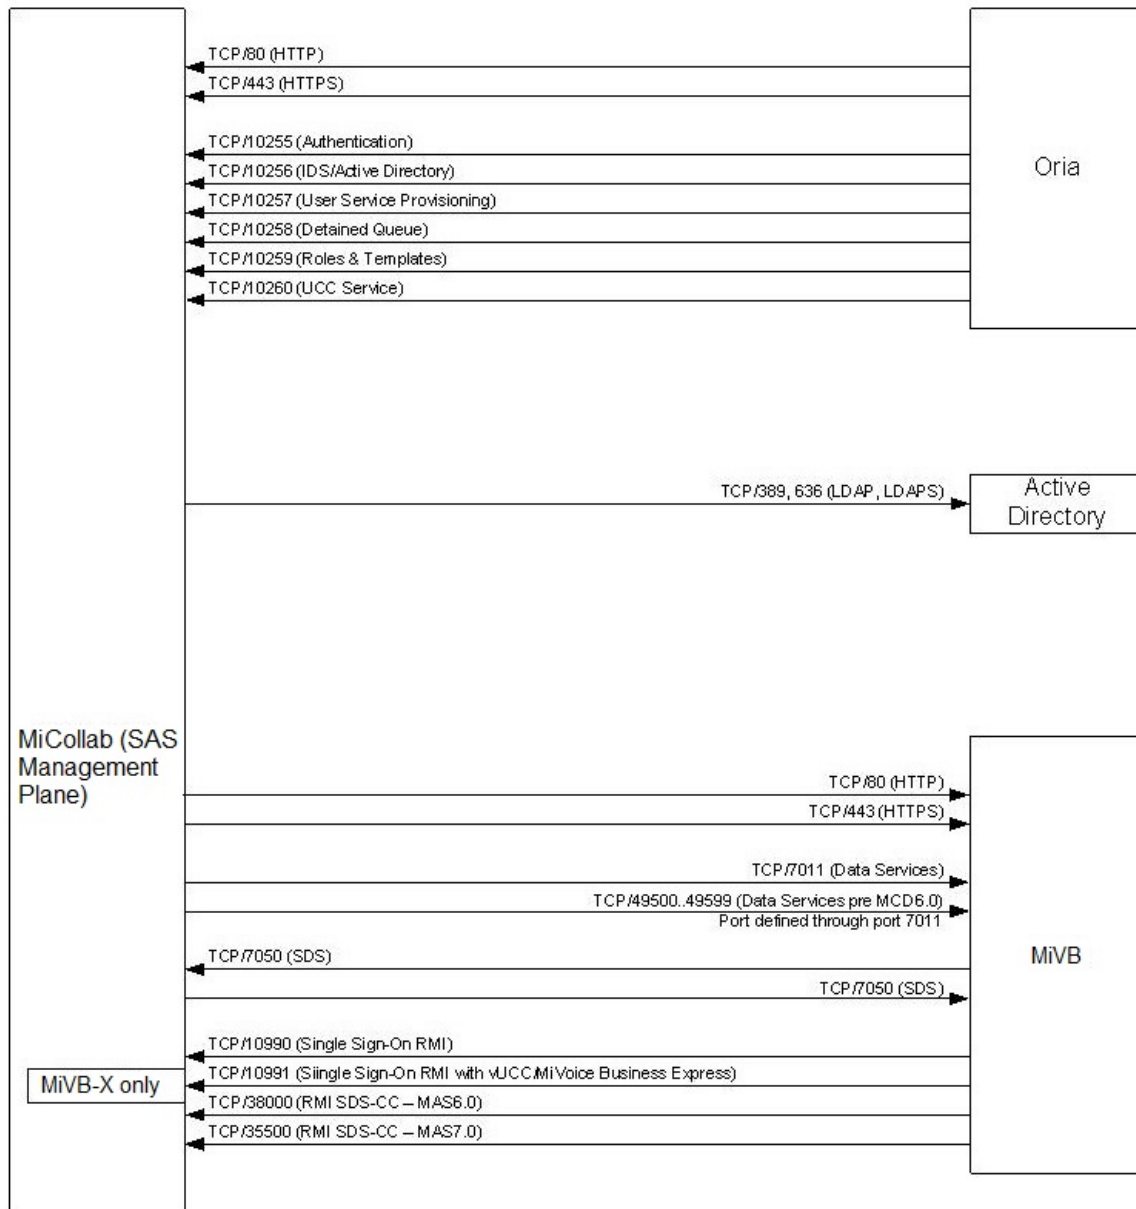 TCP/80 (HTTP)
TCP/443 (HTTPS)
TCP/10255 (Authentication)
TCP/10256 (IDS/Active Directory)
TCP/10257 (User Service Provisioning)
TCP/10258 (Detained Queue)
TCP/10259 (Roles & Templates)
TCP/10260 (UCC Service)
Oria
TCP/389, 636 (LDAP, LDAPS)
Active
Directory
MiCollab (SAS
Management
Plane)
TCP/80 (HTTP)
TCP/443 (HTTPS)
TCP/7011 (Data Services)
TCP/49500..49599 (Data Services pre MCD6.0)
Port defined through port 7011
TCP/7050 (SDS)
TCP/7050 (SDS)
MiVB
TCP/10990 (Single Sign-On RMI)
MiVB-X only
TCP/10991 (Siingle Sign-On RMI with vUCC/MiVoice Business Express)
TCP/38000 (RMI SDS-CC – MAS6.0)
TCP/35500 (RMI SDS-CC – MAS7.0)